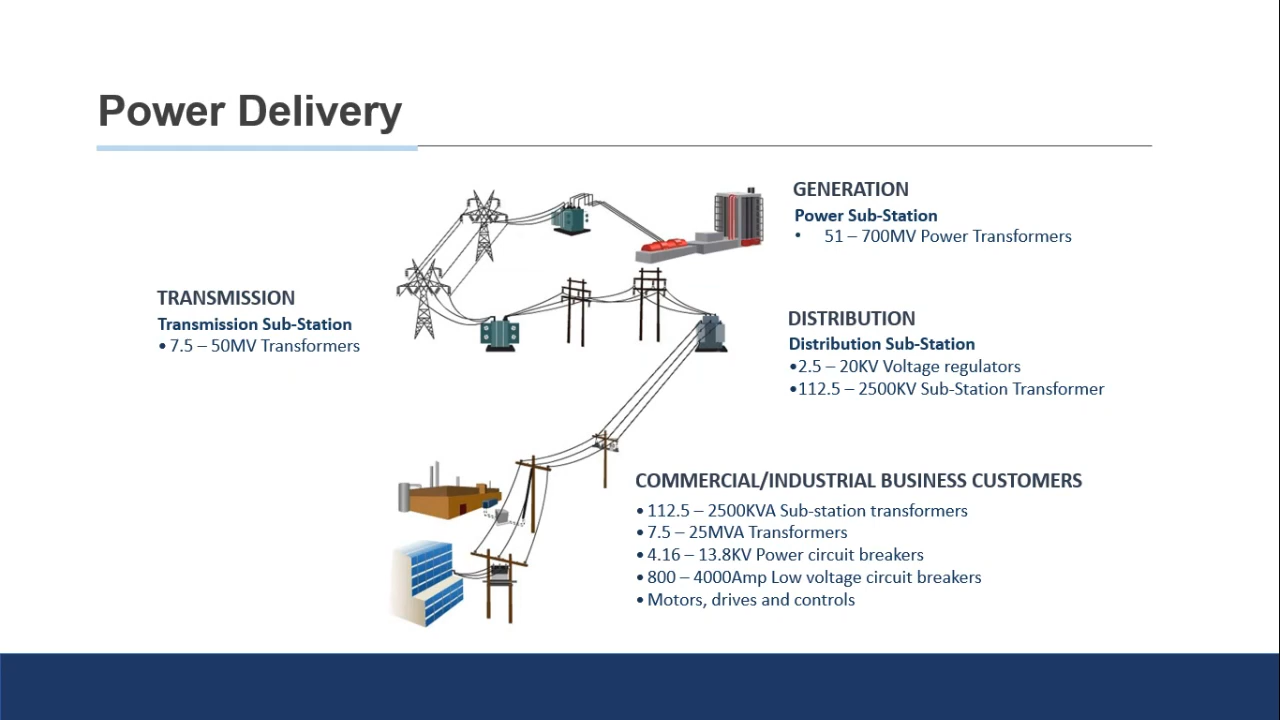 Power Delivery
GENERATION
Power Sub-Station
• 51 – 700MV Power Transformers
TRANSMISSION
Transmission Sub-Station
• 7.5 – 50MV Transformers
DISTRIBUTION
Distribution Sub-Station
•2.5 – 20KV Voltage regulators
•112.5 – 2500KV Sub-Station Transformer
COMMERCIAL/INDUSTRIAL BUSINESS CUSTOMERS
• 112.5 – 2500KVA Sub-station transformers
• 7.5 – 25MVA Transformers
• 4.16 – 13.8KV Power circuit breakers
• 800 – 4000Amp Low voltage circuit breakers
• Motors, drives and controls